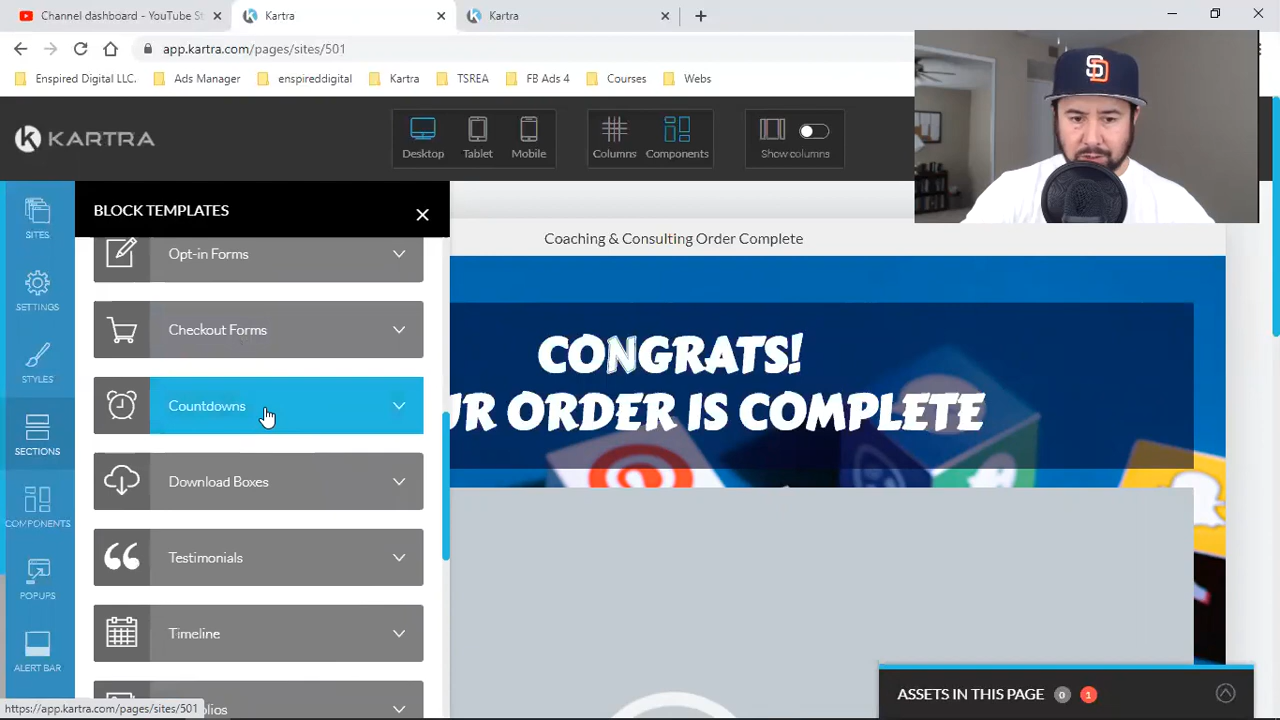 Channel dashboard - YouTube St
Kartra
Kartra
app.kartra.com/pages/sites/501
Enspired Digital LLC.
Ads Manager
enspireddigital
Kartra
TSREA
FB Ads 4
Courses
Webs
KARTRA
Desktop
Tablet
Mobile
Columns
Components
Show columns
SD
SITES
SETTINGS
STYLES
SECTIONS
COMPONENTS
POPUPS
ALERT BAR
BLOCK TEMPLATES
Opt-in Forms
Checkout Forms
Countdowns
Download Boxes
Testimonials
Timeline
folios
Coaching & Consulting Order Complete
CONGRATS!
UR ORDER IS COMPLETE
ASSETS IN THIS PAGE 0 1
https://app.kartra.com/pages/sites/501